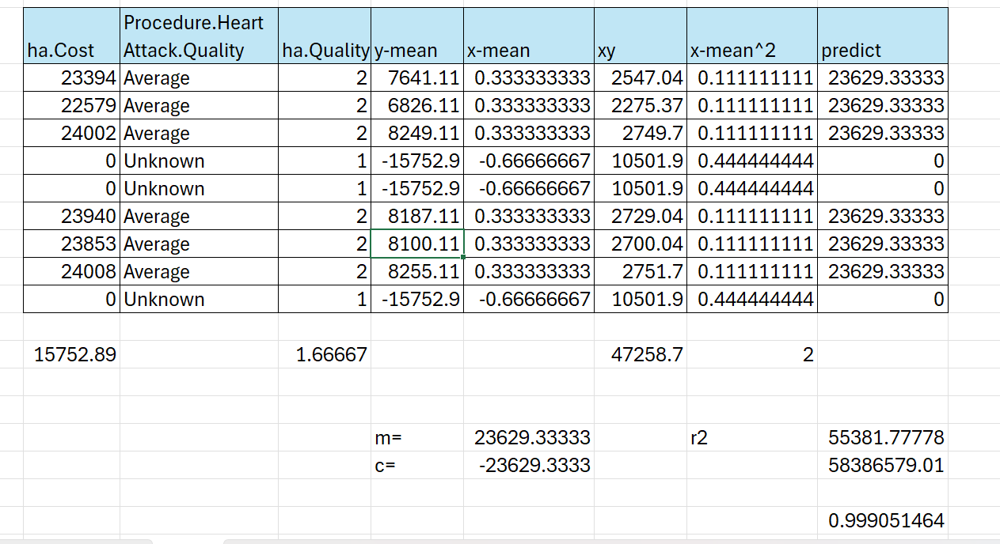 Procedure.Heart
ha.Cost Attack.Quality ha.Quality y-mean x-mean xy x-mean^2 predict
23394 Average 2 7641.11 0.333333333 2547.04 0.111111111 23629.33333
22579 Average 2 6826.11 0.333333333 2275.37 0.111111111 23629.33333
24002 Average 2 8249.11 0.333333333 2749.7 0.111111111 23629.33333
0 Unknown 1 -15752.9 -0.66666667 10501.9 0.444444444 0
0 Unknown 1 -15752.9 -0.66666667 10501.9 0.444444444 0
23940 Average 2 8187.11 0.333333333 2729.04 0.111111111 23629.33333
23853 Average 2 8100.11 0.333333333 2700.04 0.111111111 23629.33333
24008 Average 2 8255.11 0.333333333 2751.7 0.111111111 23629.33333
0 Unknown 1 -15752.9 -0.66666667 10501.9 0.444444444 0
15752.89 1.66667 47258.7 2
m= 23629.33333 r2 55381.77778
c= -23629.3333 58386579.01
0.999051464